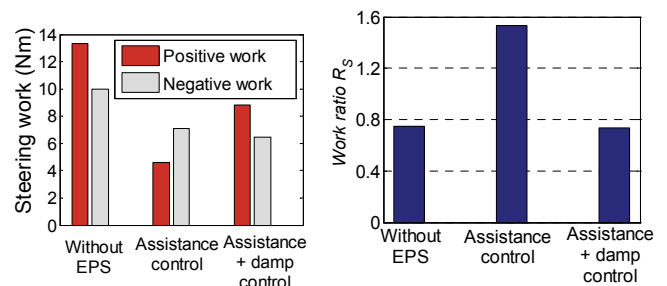 Steering work (Nm)
14
12
10
8
6
4
2
0
Positive work
Negative work
Without
EPS
Assistance
control
Assistance
+ damp
control
Work ratio R_S
1.6
1.2
0.8
0.4
0
Without
EPS
Assistance
control
Assistance
+ damp
control